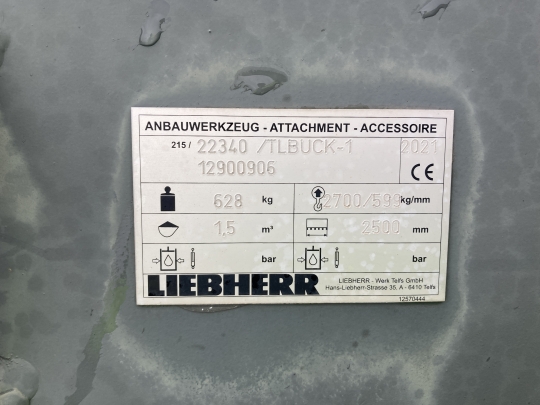 ANBAUWERKZEUG - ATTACHMENT - ACCESSOIRE
215 / 22340 /TLBUCK-1 2021
12900906 CE
628 kg 2700/599 kg/mm
1,5 m³ 2500 mm
bar bar
LIEBHERR LIEBHERR - Werk Telfs GmbH
Hans-Liebherr-Strasse 35, A - 6410 Telfs
12570444